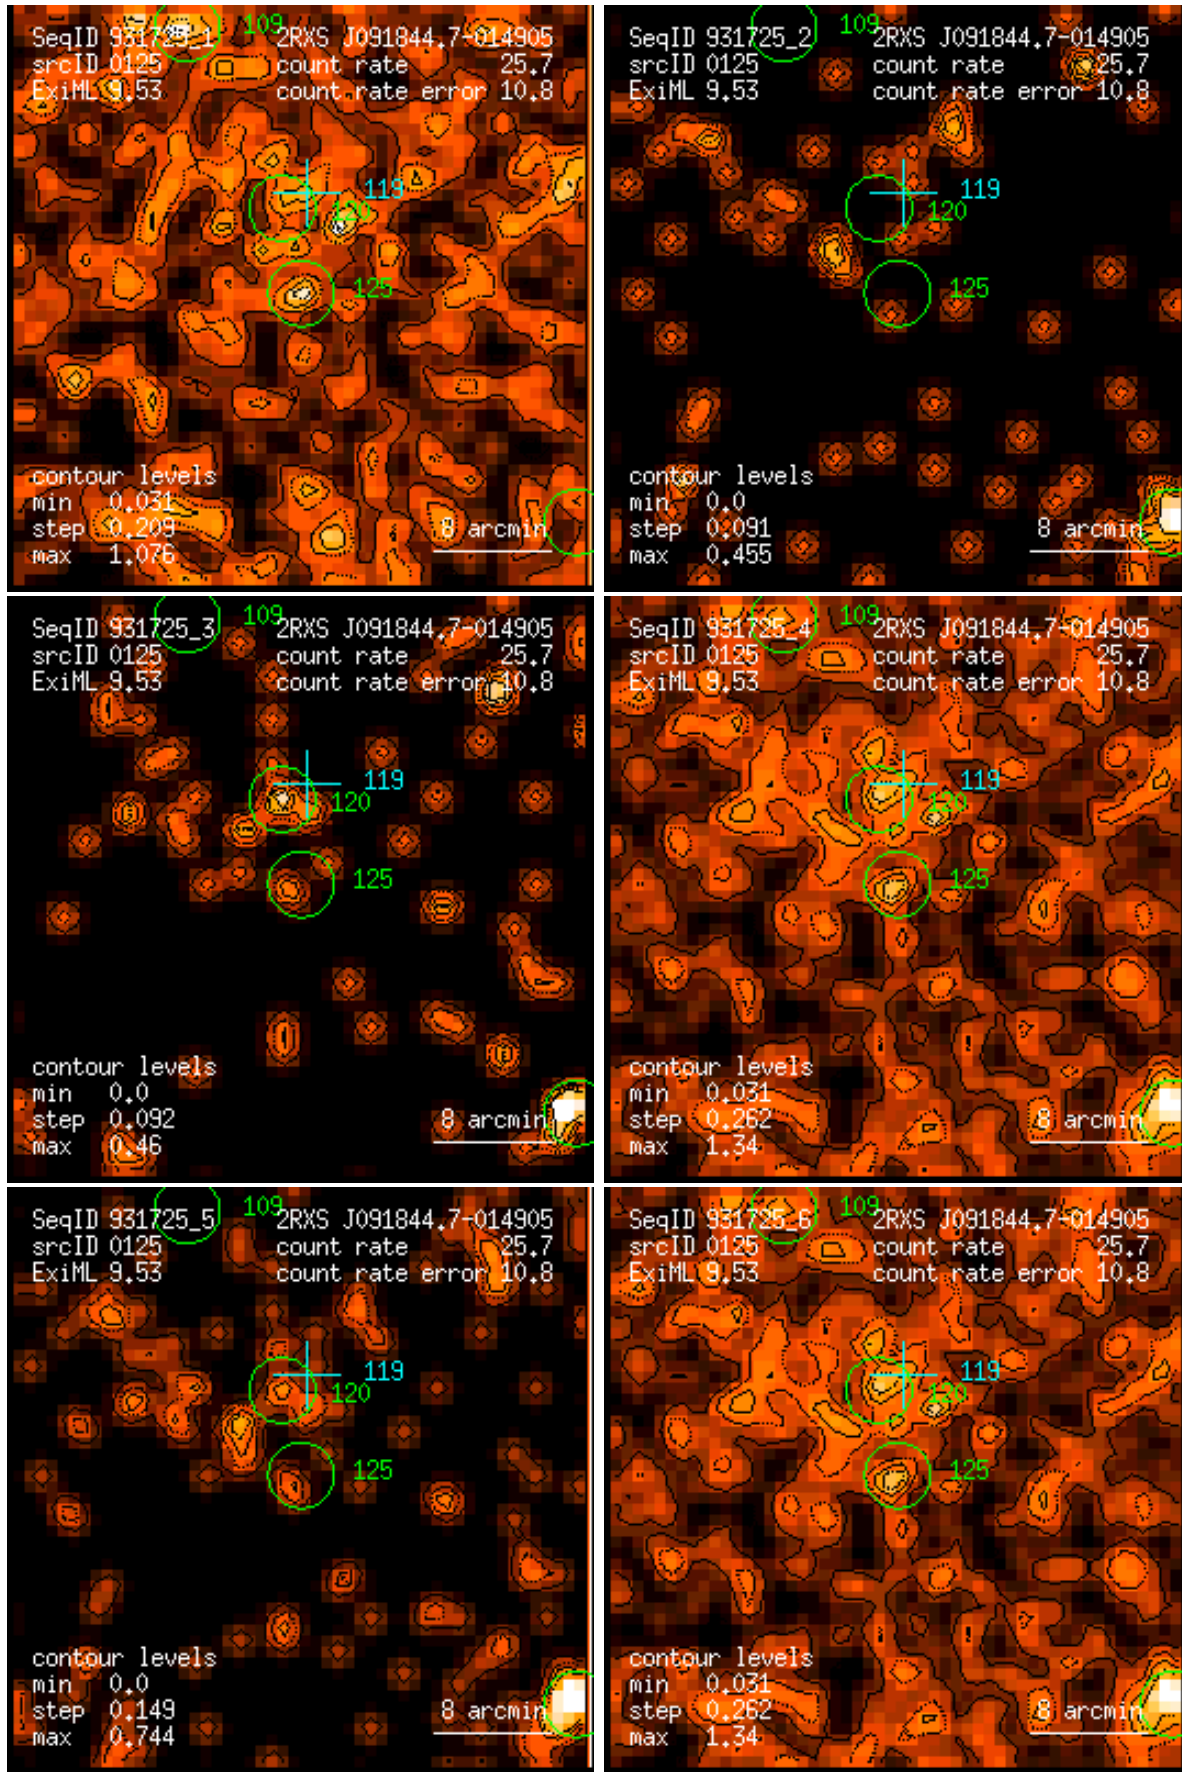 109
SeqID 931725_1 2RXS J091844.7-014905
srcID 0125 count rate 25.7
ExiML 9.53 count rate error 10.8
119
120
125
contour levels
min 0.031
step 0.209 8 arcmin
max 1.076
109
SeqID 931725_2 2RXS J091844.7-014905
srcID 0125 count rate 25.7
ExiML 9.53 count rate error 10.8
119
120
125
contour levels
min 0.0
step 0.091 8 arcmin
max 0.455
109
SeqID 931725_3 2RXS J091844.7-014905
srcID 0125 count rate 25.7
ExiML 9.53 count rate error 10.8
119
120
125
contour levels
min 0.0
step 0.092 8 arcmin
max 0.46
109
SeqID 931725_4 2RXS J091844.7-014905
srcID 0125 count rate 25.7
ExiML 9.53 count rate error 10.8
119
120
125
contour levels
min 0.031
step 0.262 8 arcmin
max 1.34
109
SeqID 931725_5 2RXS J091844.7-014905
srcID 0125 count rate 25.7
ExiML 9.53 count rate error 10.8
119
120
125
contour levels
min 0.0
step 0.149 8 arcmin
max 0.744
109
SeqID 931725_6 2RXS J091844.7-014905
srcID 0125 count rate 25.7
ExiML 9.53 count rate error 10.8
119
120
125
contour levels
min 0.031
step 0.262 8 arcmin
max 1.34